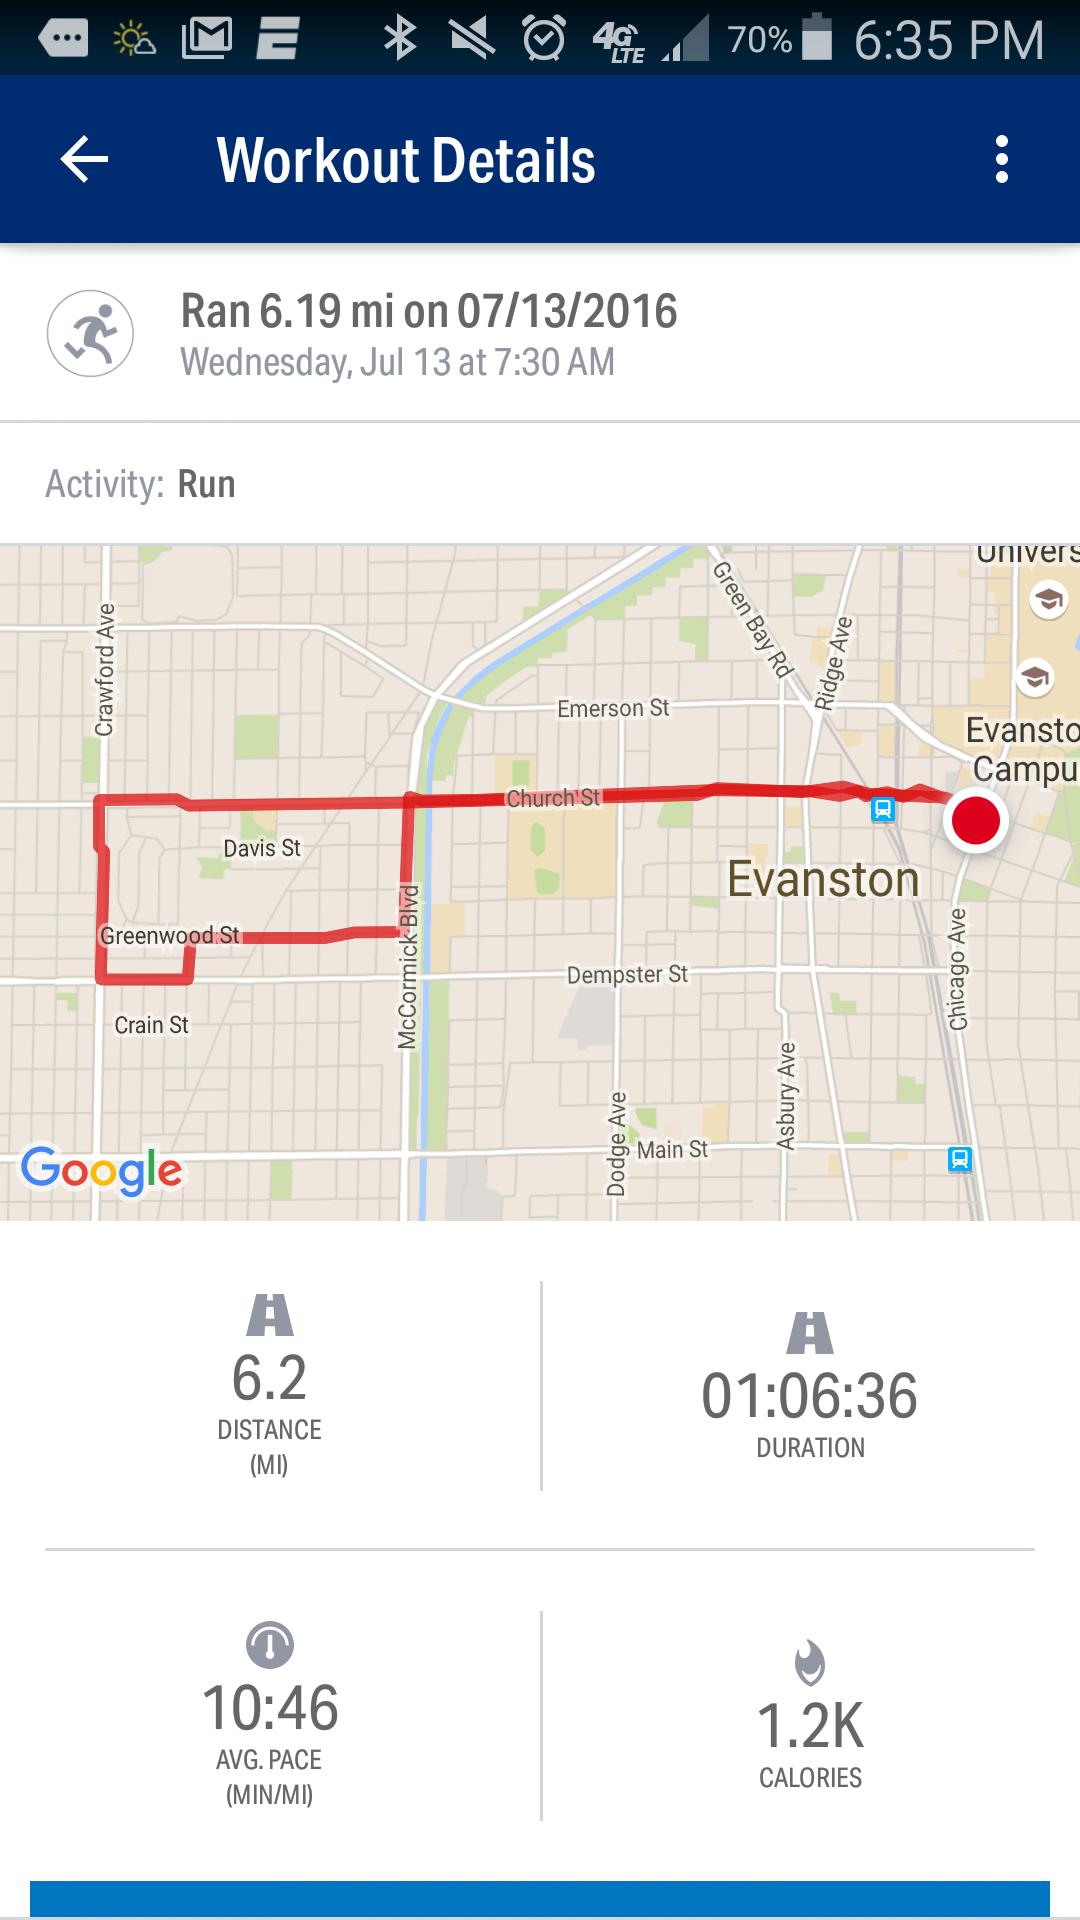 70% 6:35 PM
4G LTE
Workout Details
Ran 6.19 mi on 07/13/2016
Wednesday, Jul 13 at 7:30 AM
Activity: Run
Univers
Crawford Ave
Green Bay Rd
Ridge Ave
Emerson St
Evansto
Campu
Church St
Davis St
Evanston
Greenwood St
McCormick Blvd
Dempster St
Chicago Ave
Crain St
Asbury Ave
Dodge Ave
Main St
Google
6.2
DISTANCE
(MI)
01:06:36
DURATION
10:46
AVG. PACE
(MIN/MI)
1.2K
CALORIES